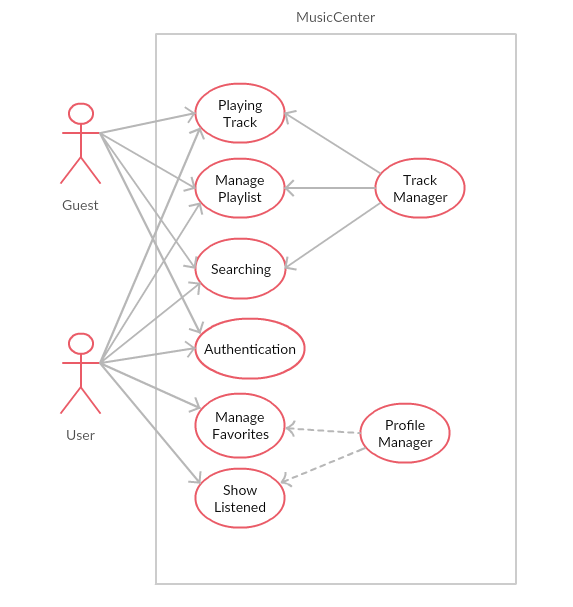 MusicCenter
Playing
Track
Manage
Playlist
Track
Manager
Guest
Searching
Authentication
Manage
Favorites
Profile
Manager
User
Show
Listened